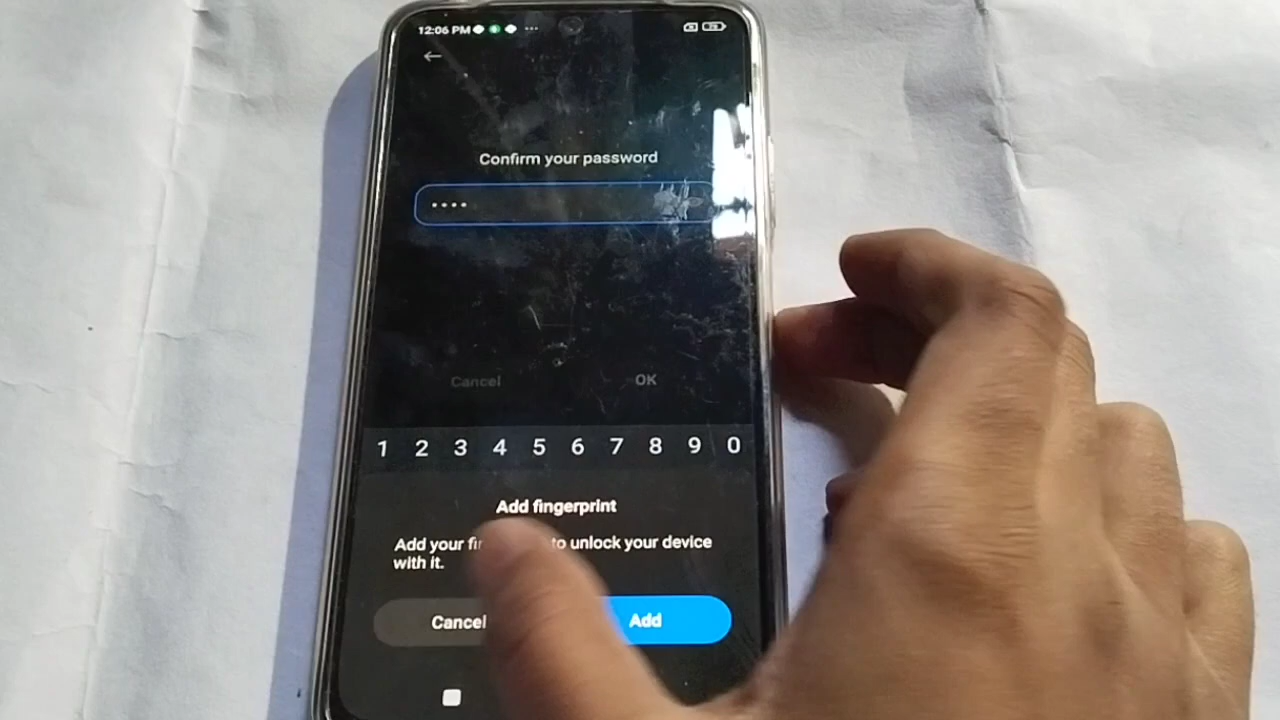 12:06 PM
Confirm your password
••••
Cancel OK
1 2 3 4 5 6 7 8 9 0
Add fingerprint
Add your fi to unlock your device
with it.
Cancel Add